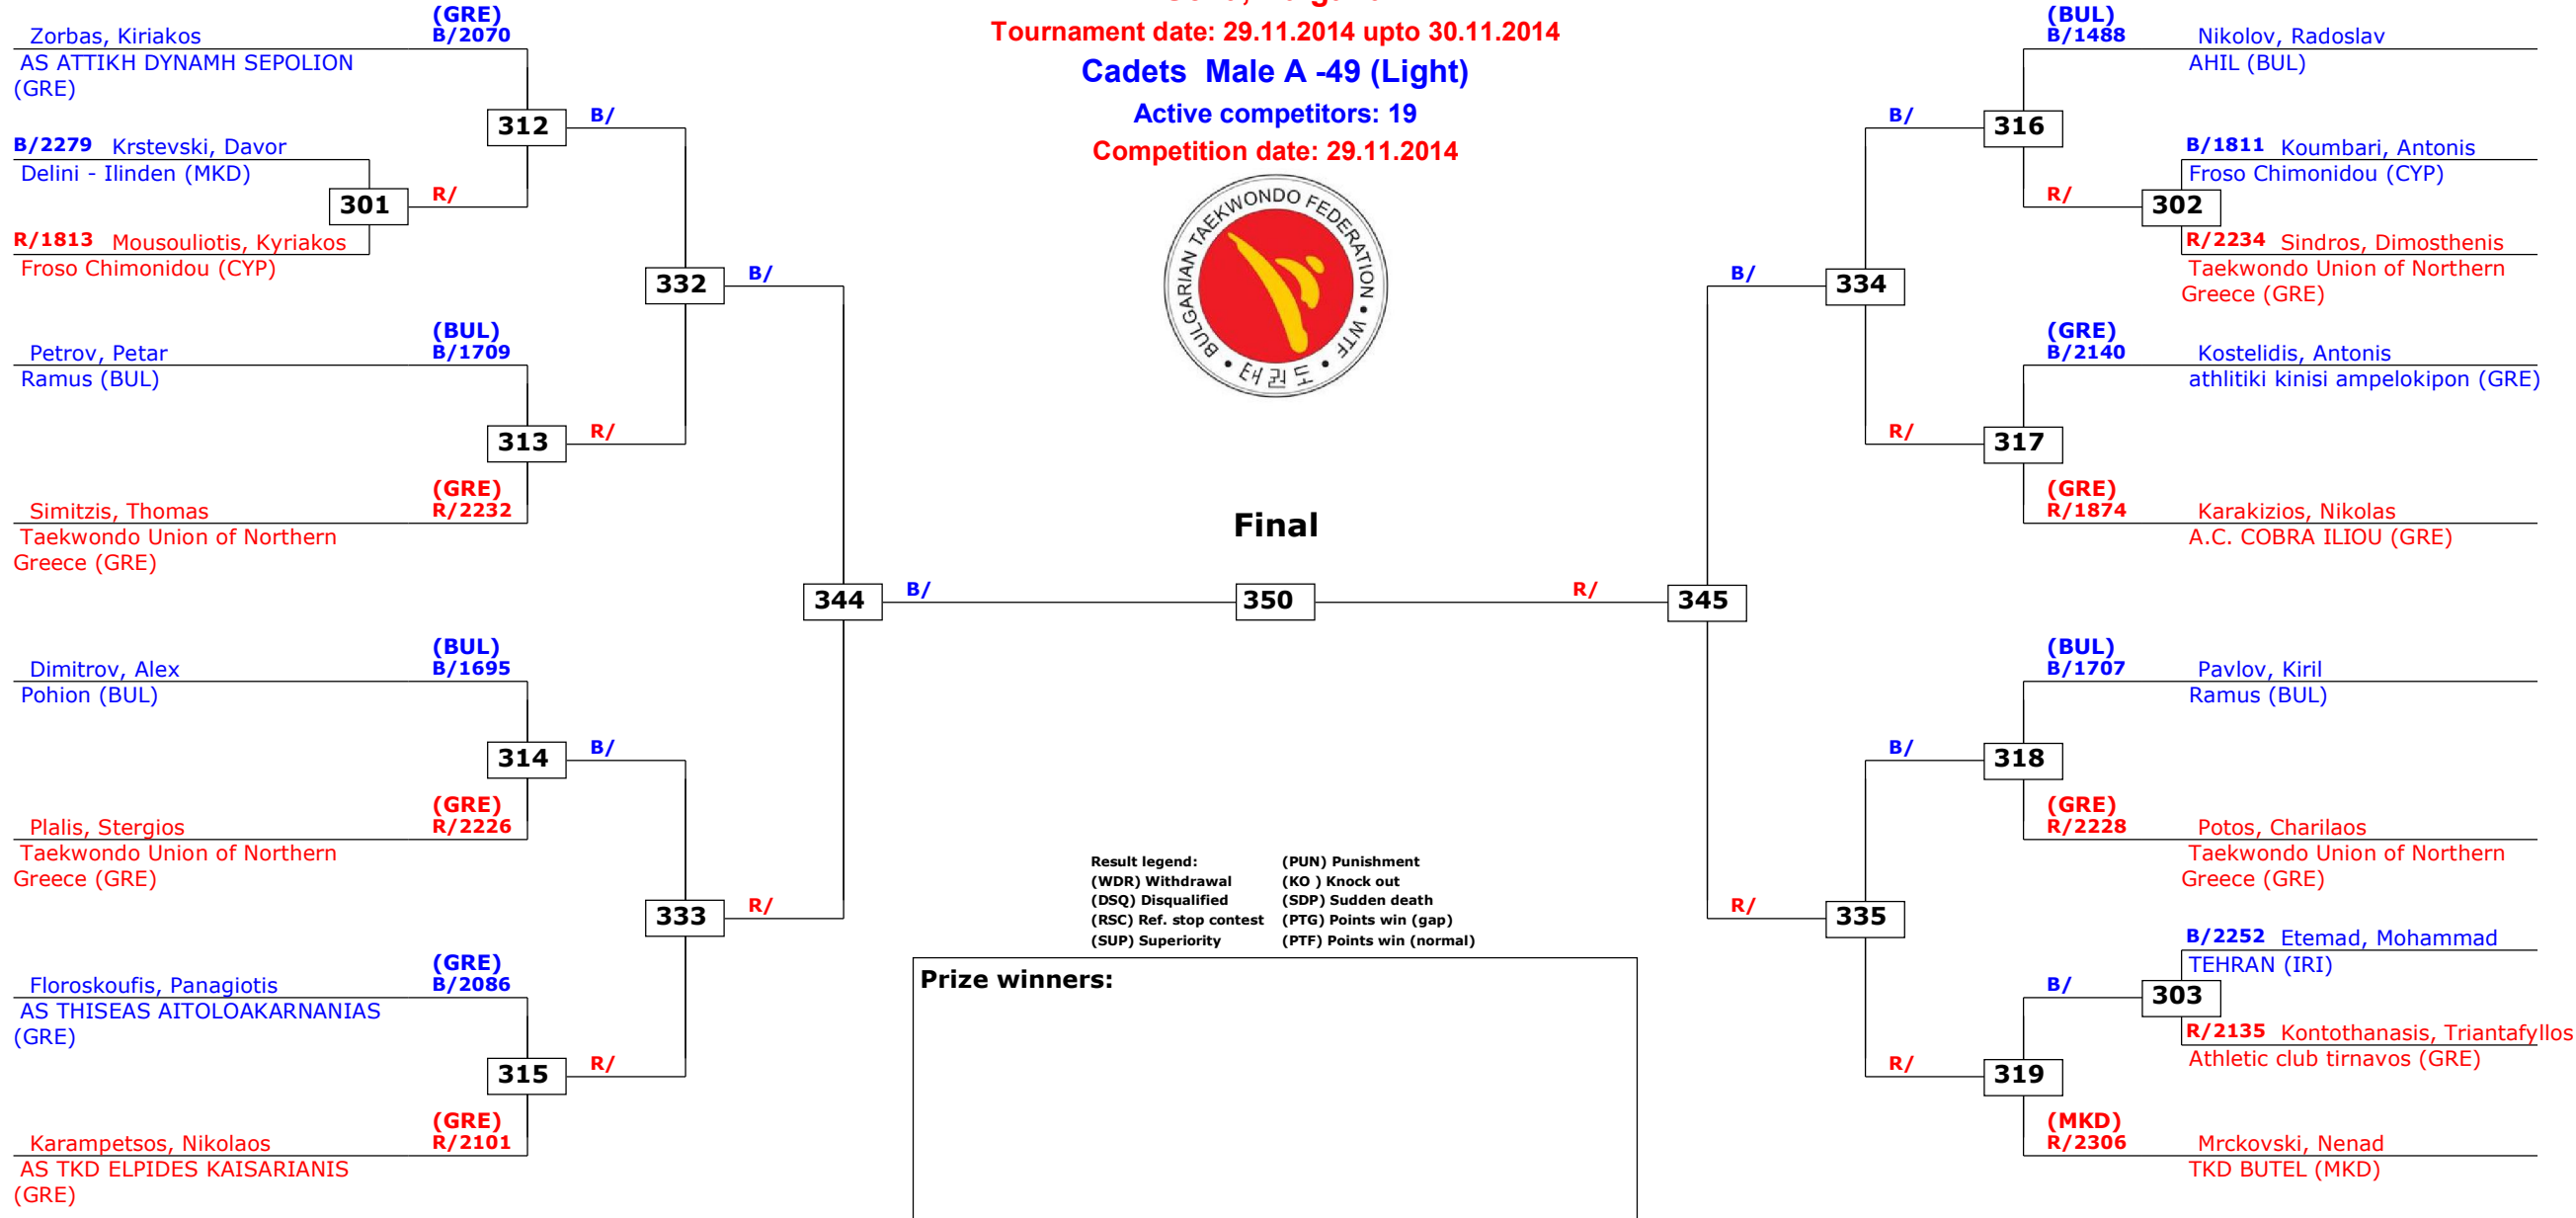 Tournament date: 29.11.2014 upto 30.11.2014
Cadets Male A -49 (Light)
Active competitors: 19
Competition date: 29.11.2014
BULGARIAN TAEKWONDO FEDERATION • WTF •
태권도
(GRE)
Zorbas, Kiriakos B/2070
AS ATTIKH DYNAMH SEPOLION
(GRE)
312 B/
B/2279 Krstevski, Davor
Delini - Ilinden (MKD)
301 R/
R/1813 Mousouliotis, Kyriakos
Froso Chimonidou (CYP)
332 B/
(BUL)
Petrov, Petar B/1709
Ramus (BUL)
313 R/
(GRE)
Simitzis, Thomas R/2232
Taekwondo Union of Northern
Greece (GRE)
344 B/
(BUL)
Dimitrov, Alex B/1695
Pohion (BUL)
314 B/
(GRE)
Plalis, Stergios R/2226
Taekwondo Union of Northern
Greece (GRE)
333 R/
(GRE)
Floroskoufis, Panagiotis B/2086
AS THISEAS AITOLOAKARNANIAS
(GRE)
315 R/
(GRE)
Karampetsos, Nikolaos R/2101
AS TKD ELPIDES KAISARIANIS
(GRE)
Final
350
Result legend: (PUN) Punishment
(WDR) Withdrawal (KO ) Knock out
(DSQ) Disqualified (SDP) Sudden death
(RSC) Ref. stop contest (PTG) Points win (gap)
(SUP) Superiority (PTF) Points win (normal)
Prize winners:
(BUL)
B/1488 Nikolov, Radoslav
AHIL (BUL)
B/ 316
B/1811 Koumbari, Antonis
Froso Chimonidou (CYP)
R/ 302
R/2234 Sindros, Dimosthenis
Taekwondo Union of Northern
Greece (GRE)
B/ 334
(GRE)
B/2140 Kostelidis, Antonis
athlitiki kinisi ampelokipon (GRE)
R/ 317
(GRE)
R/1874 Karakizios, Nikolas
A.C. COBRA ILIOU (GRE)
R/ 345
(BUL)
B/1707 Pavlov, Kiril
Ramus (BUL)
B/ 318
(GRE)
R/2228 Potos, Charilaos
Taekwondo Union of Northern
Greece (GRE)
R/ 335
B/2252 Etemad, Mohammad
TEHRAN (IRI)
B/ 303
R/2135 Kontothanasis, Triantafyllos
Athletic club tirnavos (GRE)
R/ 319
(MKD)
R/2306 Mrckovski, Nenad
TKD BUTEL (MKD)